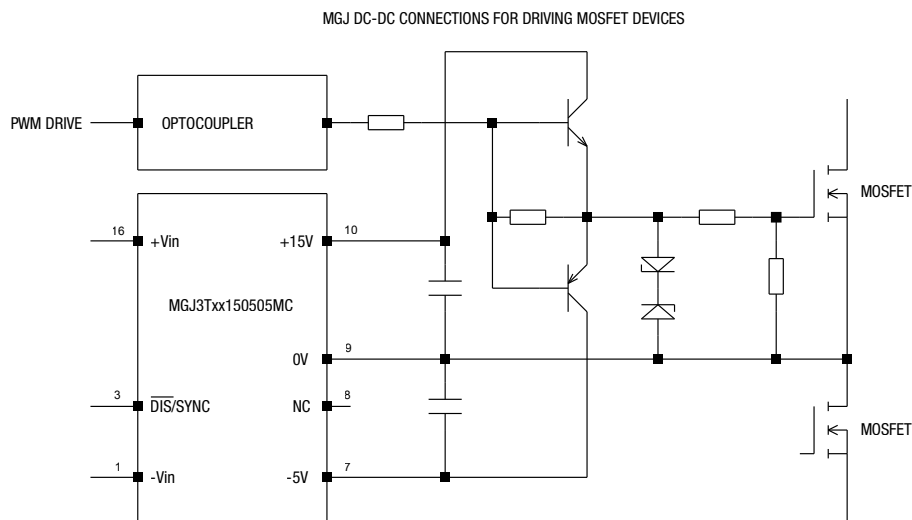 MGJ DC-DC CONNECTIONS FOR DRIVING MOSFET DEVICES
PWM DRIVE
OPTOCOUPLER
MOSFET
16
+Vin
+15V
10
MGJ3Txx150505MC
0V
9
3
DIS/SYNC
NC
8
MOSFET
1
-Vin
-5V
7